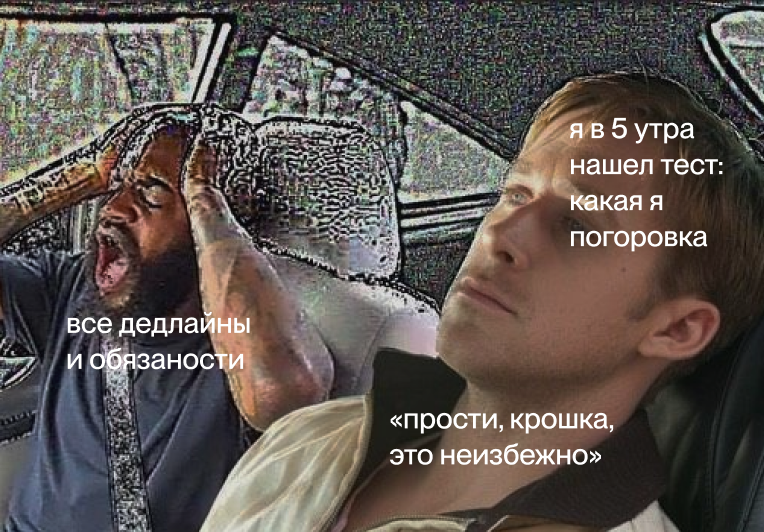 я в 5 утра
нашел тест:
какая я
погоровка
все дедлайны
и обязаности
«прости, крошка,
это неизбежно»